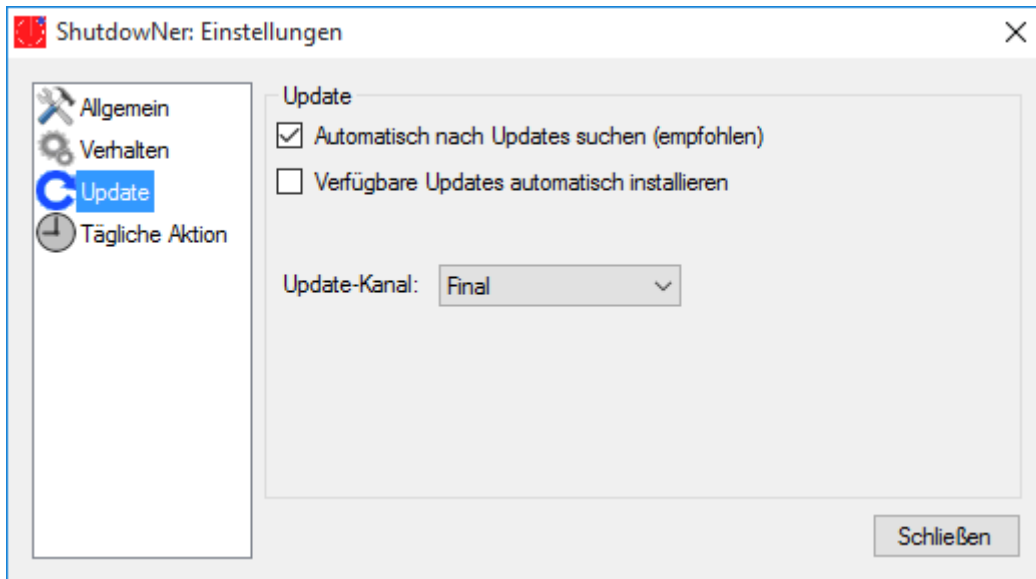 ShutdowNer: Einstellungen
Allgemein
Verhalten
Update
Tägliche Aktion
Update
Automatisch nach Updates suchen (empfohlen)
Verfügbare Updates automatisch installieren
Update-Kanal: Final
Schließen